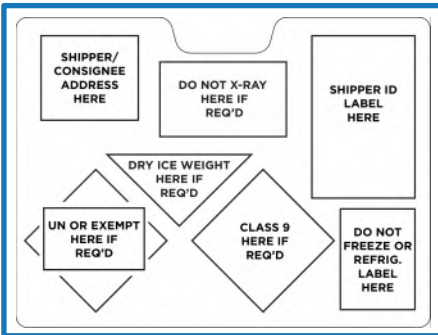 SHIPPER/
CONSIGNEE
ADDRESS
HERE
DO NOT X-RAY
HERE IF
REQ'D
SHIPPER ID
LABEL
HERE
DRY ICE WEIGHT
HERE IF
REQ'D
UN OR EXEMPT
HERE IF
REQ'D
CLASS 9
HERE IF
REQ'D
DO NOT
FREEZE OR
REFRIG.
LABEL
HERE